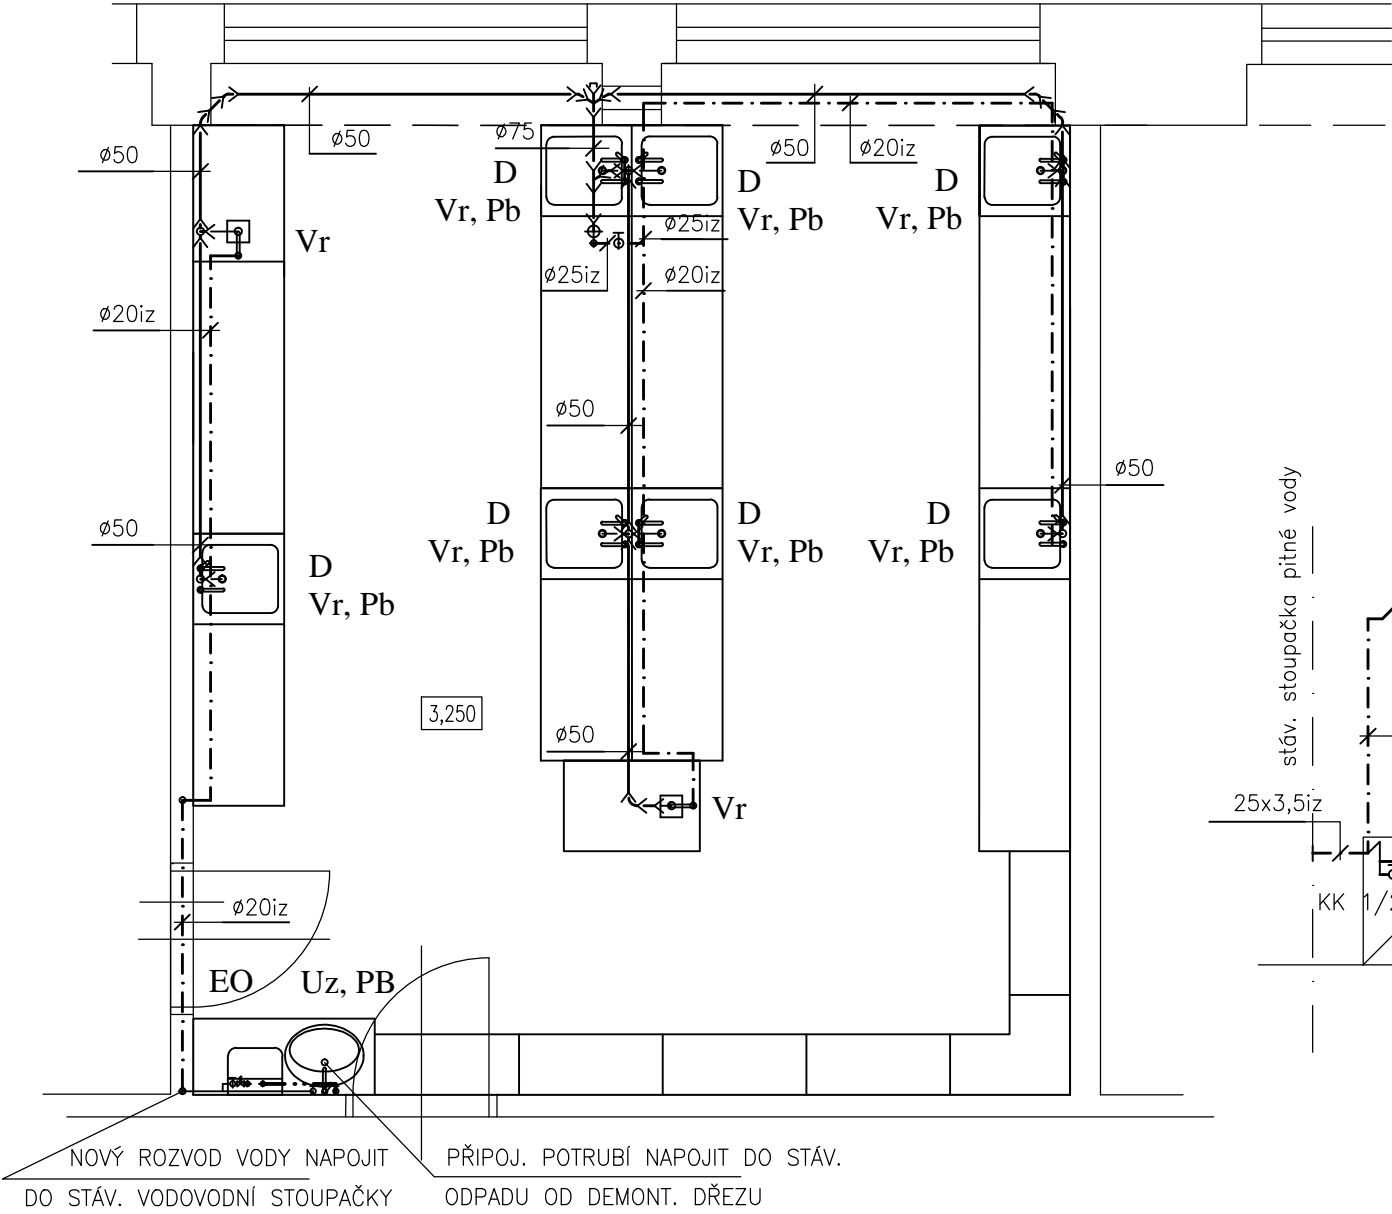 ø50
ø75
ø50
ø50
ø20iz
D
Vr, Pb
D
Vr, Pb
D
Vr, Pb
Vr
ø25iz
ø25iz
ø20iz
ø20iz
ø50
ø50
ø50
D
Vr, Pb
D
Vr, Pb
D
Vr, Pb
D
Vr, Pb
stáv. stoupačka pitné vody
3,250
ø50
Vr
25x3,5iz
KK 1/2
ø20iz
EO
Uz, PB
NOVÝ ROZVOD VODY NAPOJIT
DO STÁV. VODOVODNÍ STOUPAČKY
PŘIPOJ. POTRUBÍ NAPOJIT DO STÁV.
ODPADU OD DEMONT. DŘEZU